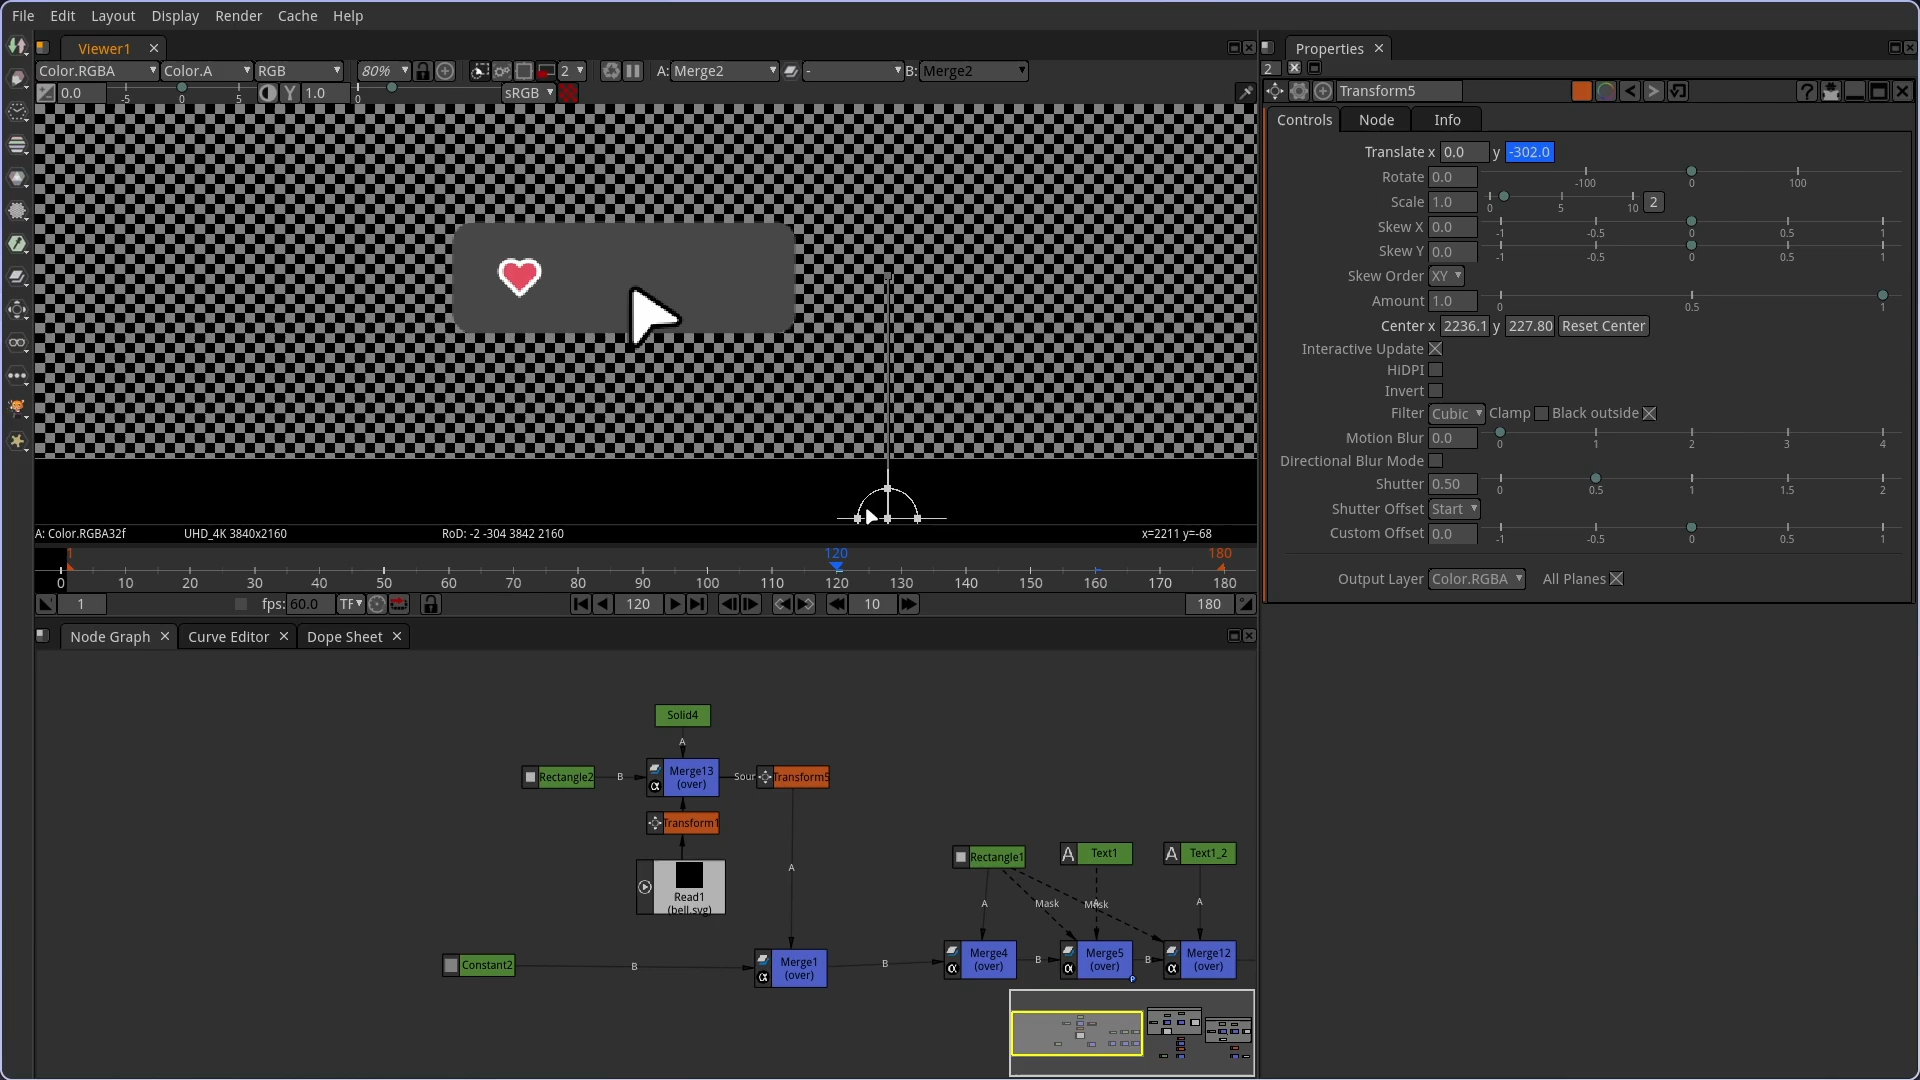 File Edit Layout Display Render Cache Help
Viewer1
Properties
Color.RGBA Color.A RGB 80% 2 A: Merge2 - B: Merge2
2
0.0 -5 0 5 Y 1.0 0 sRGB
Transform5
Controls Node Info
Translate x 0.0 y -302.0
Rotate 0.0 -100 0 100
Scale 1.0 0 5 10 2
Skew X 0.0 -1 -0.5 0 0.5 1
Skew Y 0.0 -1 -0.5 0 0.5 1
Skew Order XY
Amount 1.0 0 0.5 1
Center x 2236.1 y 227.80 Reset Center
Interactive Update
HiDPI
Invert
Filter Cubic Clamp Black outside
Motion Blur 0.0 0 1 2 3 4
Directional Blur Mode
Shutter 0.50 0 0.5 1 1.5 2
Shutter Offset Start
Custom Offset 0.0 -1 -0.5 0 0.5 1
Output Layer Color.RGBA All Planes
A: Color.RGBA32f UHD_4K 3840x2160 RoD: -2 -304 3842 2160 x=2211 y=-68
1 120 180
0 10 20 30 40 50 60 70 80 90 100 110 120 130 140 150 160 170 180
1 fps: 60.0 TF 120 10 180
Node Graph Curve Editor Dope Sheet
Solid4
A
Rectangle2 B Merge13 (over) Sour Transform5
Transform1
Read1
(bell.svg)
A
Rectangle1 A Text1 A Text1_2
A Mask Mask A
Constant2 B Merge1 (over) B Merge4 (over) B Merge5 (over) B Merge12 (over)